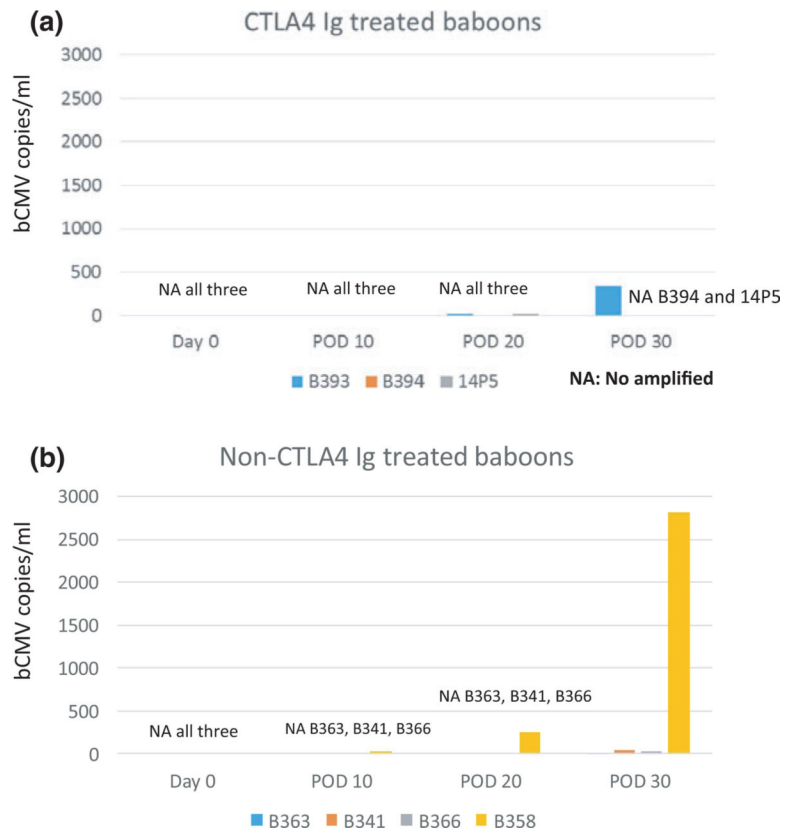 (a)
CTLA4 Ig treated baboons
bCMV copies/ml
3000
2500
2000
1500
1000
500
0
NA all three
NA all three
NA all three
NA B394 and 14P5
Day 0
POD 10
POD 20
POD 30
B393
B394
14P5
NA: No amplified
(b)
Non-CTLA4 Ig treated baboons
bCMV copies/ml
3000
2500
2000
1500
1000
500
0
NA all three
NA B363, B341, B366
NA B363, B341, B366
Day 0
POD 10
POD 20
POD 30
B363
B341
B366
B358